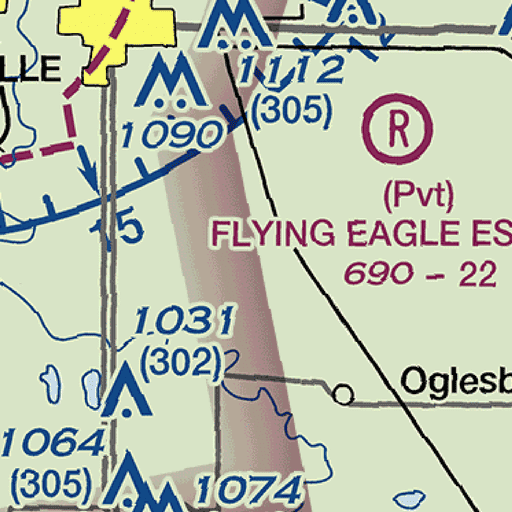 LLE
1112
(305)
1090
R
(Pvt)
15
FLYING EAGLE ES
690 - 22
1031
(302)
Oglesb
1064
(305)
1074